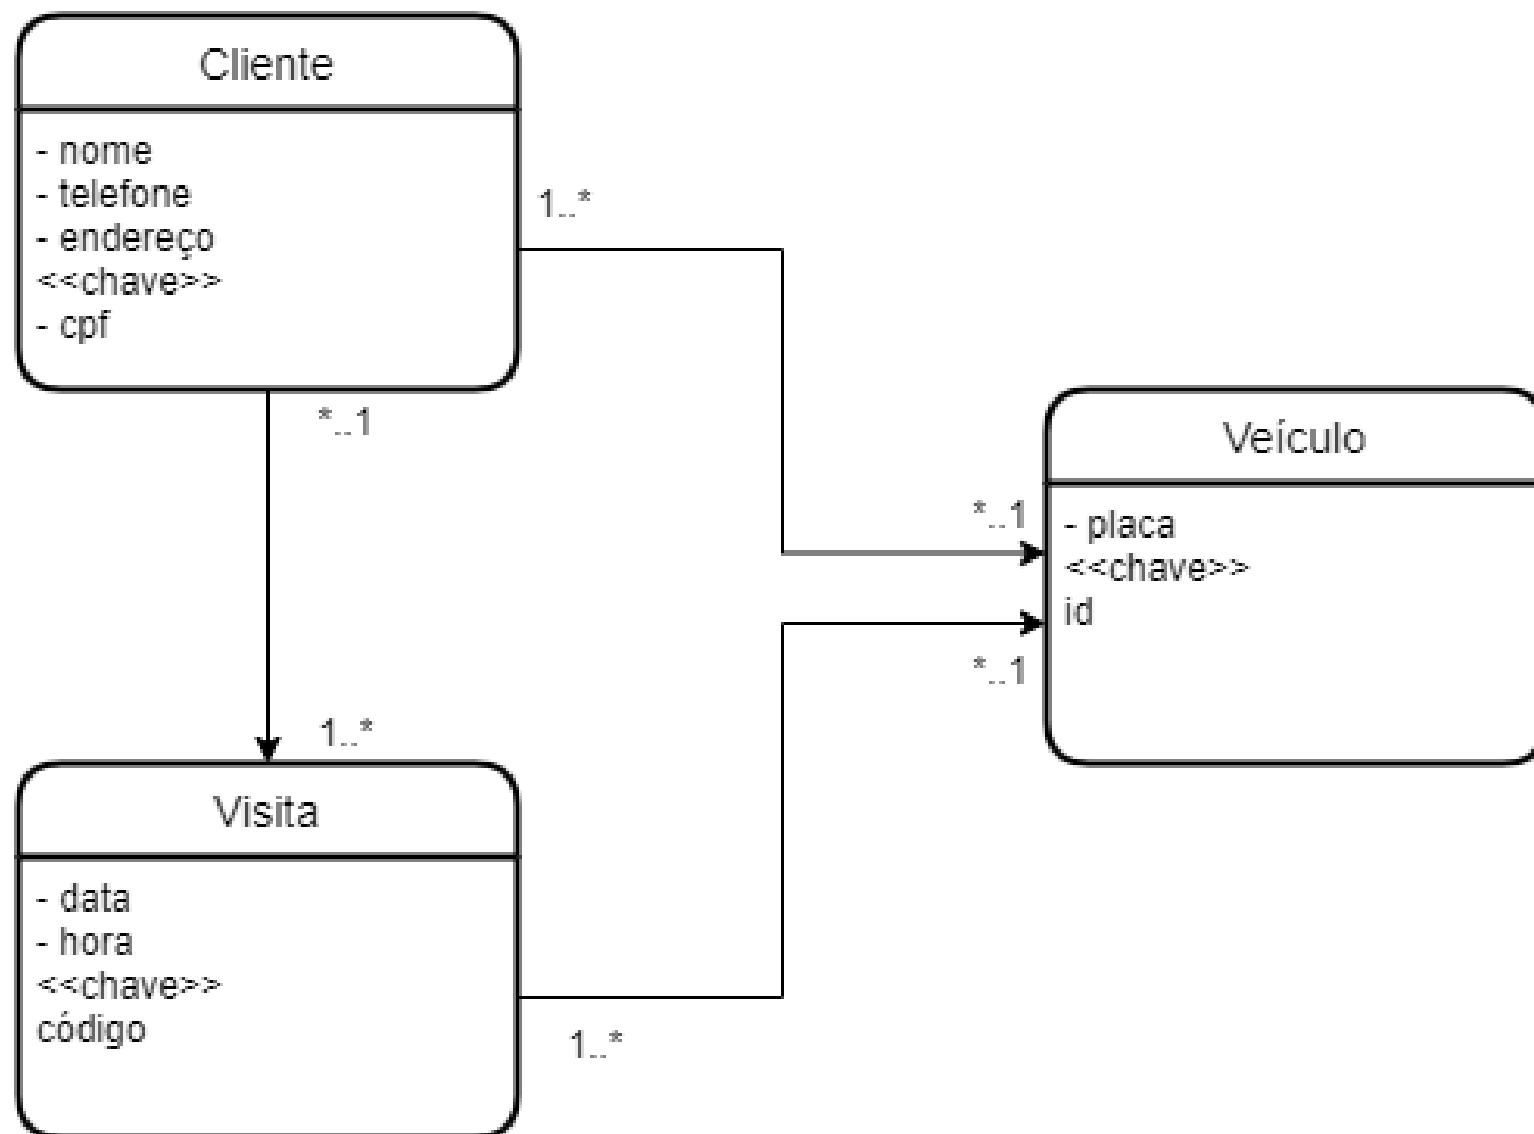 Cliente
- nome
- telefone
- endereço
<<chave>>
- cpf
1..*
*..1
*..1
Veículo
- placa
<<chave>>
id
*..1
1..*
Visita
- data
- hora
<<chave>>
código
1..*